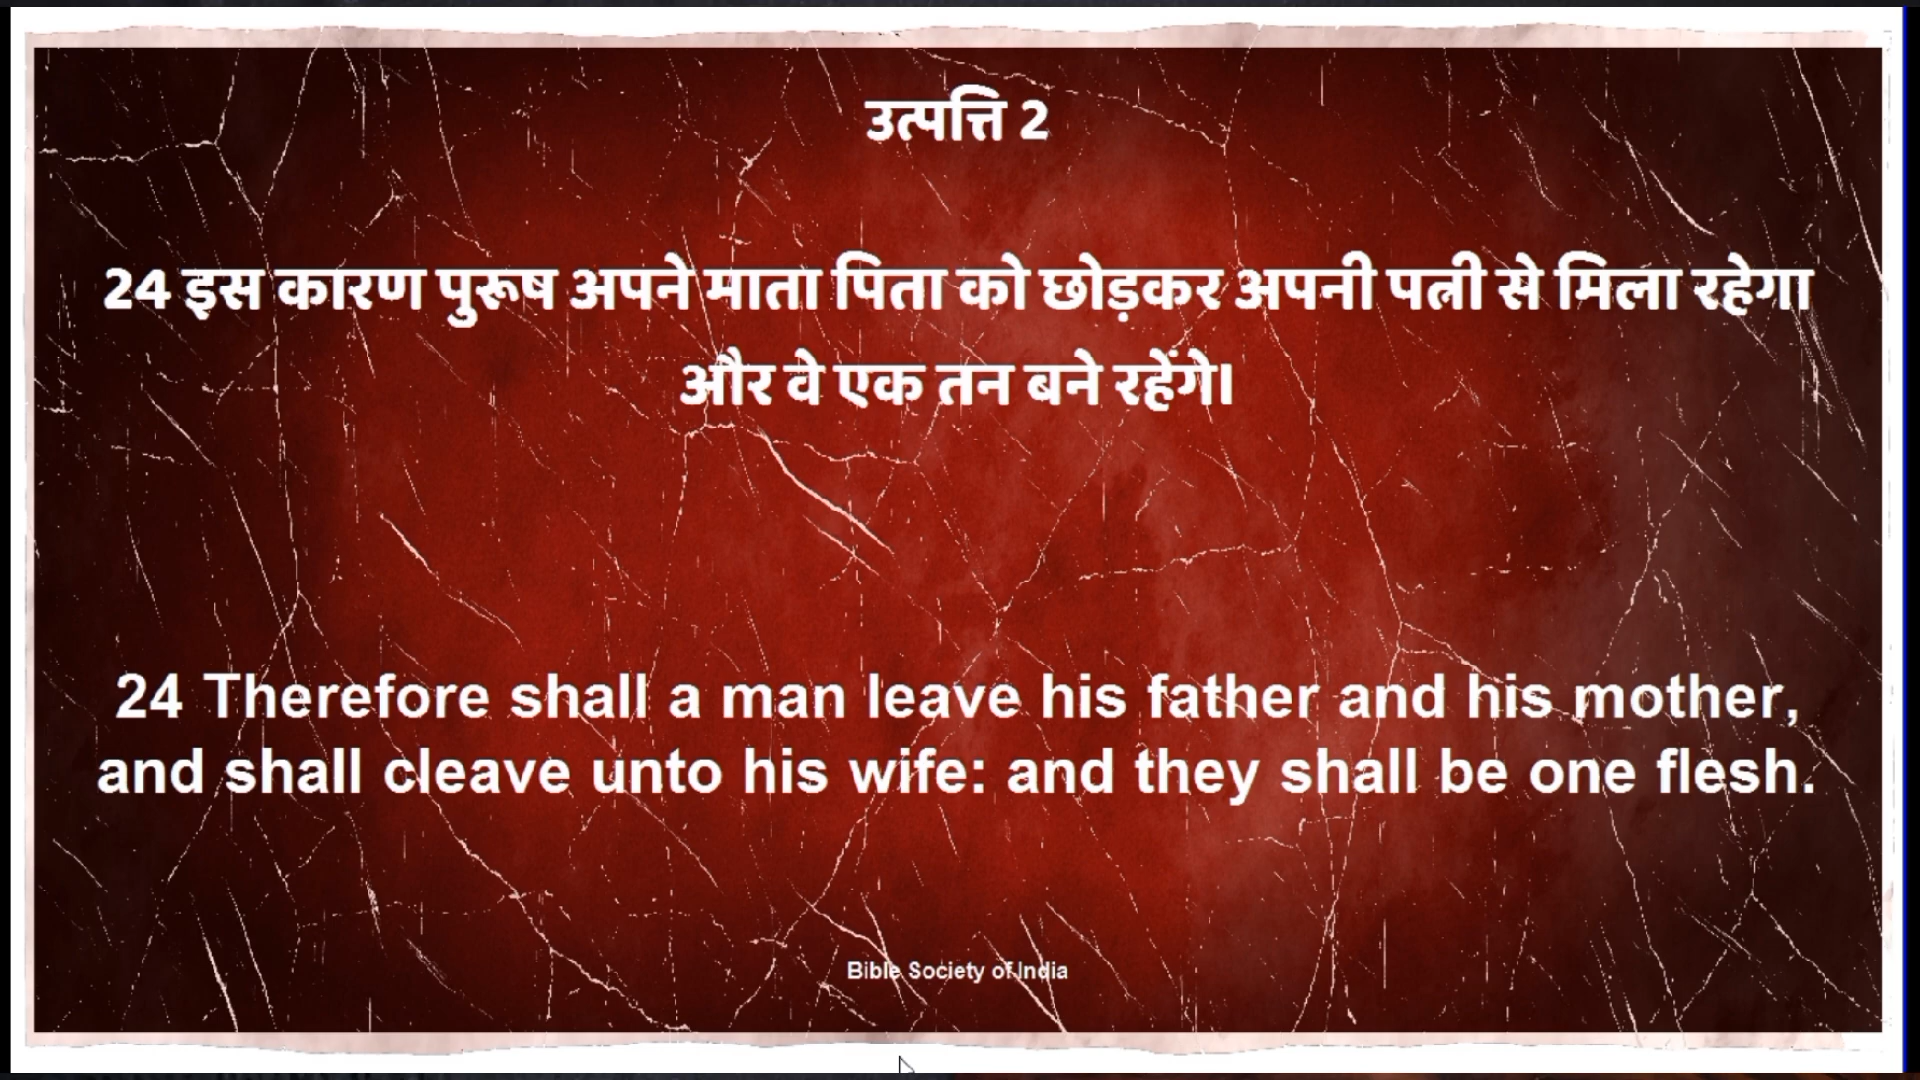 उत्पत्ति 2
24 इस कारण पुरूष अपने माता पिता को छोड़कर अपनी पत्नी से मिला रहेगा
और वे एक तन बने रहेंगे।
24 Therefore shall a man leave his father and his mother,
and shall cleave unto his wife: and they shall be one flesh.
Bible Society of India